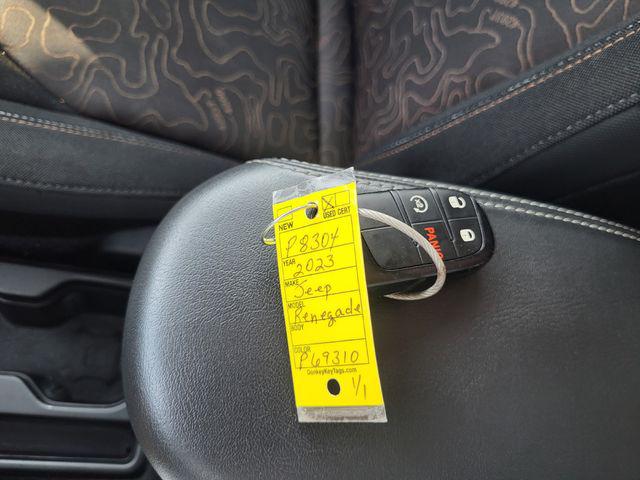 NEW
USED CERT
P8304
YEAR
2023
MAKE
Jeep
MODEL
Renegade
BODY
COLOR
P69310
DonkeyKeyTags.com
1/1
PANIC